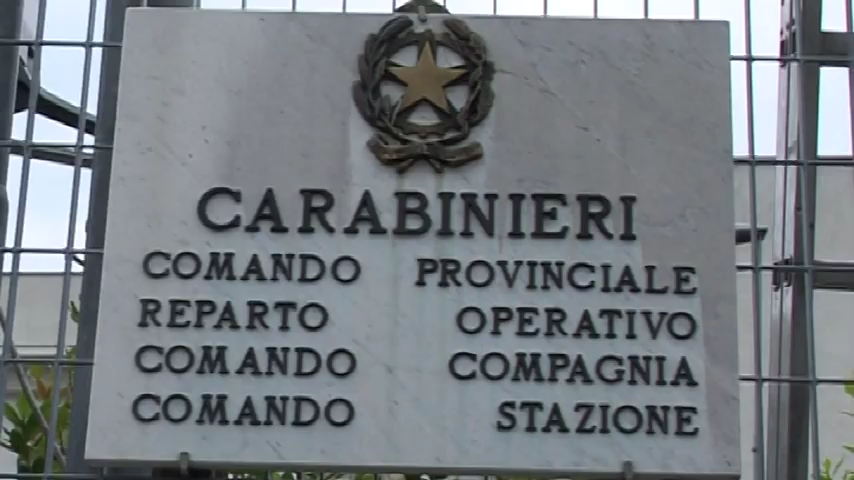 CARABINIERI
COMANDO PROVINCIALE
REPARTO OPERATIVO
COMANDO COMPAGNIA
COMANDO STAZIONE